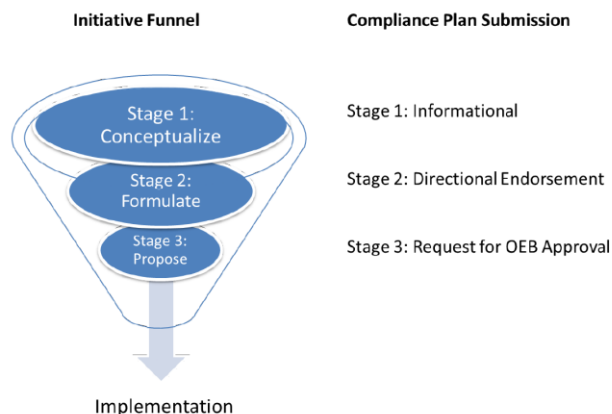 Initiative Funnel
Compliance Plan Submission
Stage 1:
Conceptualize
Stage 1: Informational
Stage 2:
Formulate
Stage 2: Directional Endorsement
Stage 3:
Propose
Stage 3: Request for OEB Approval
Implementation